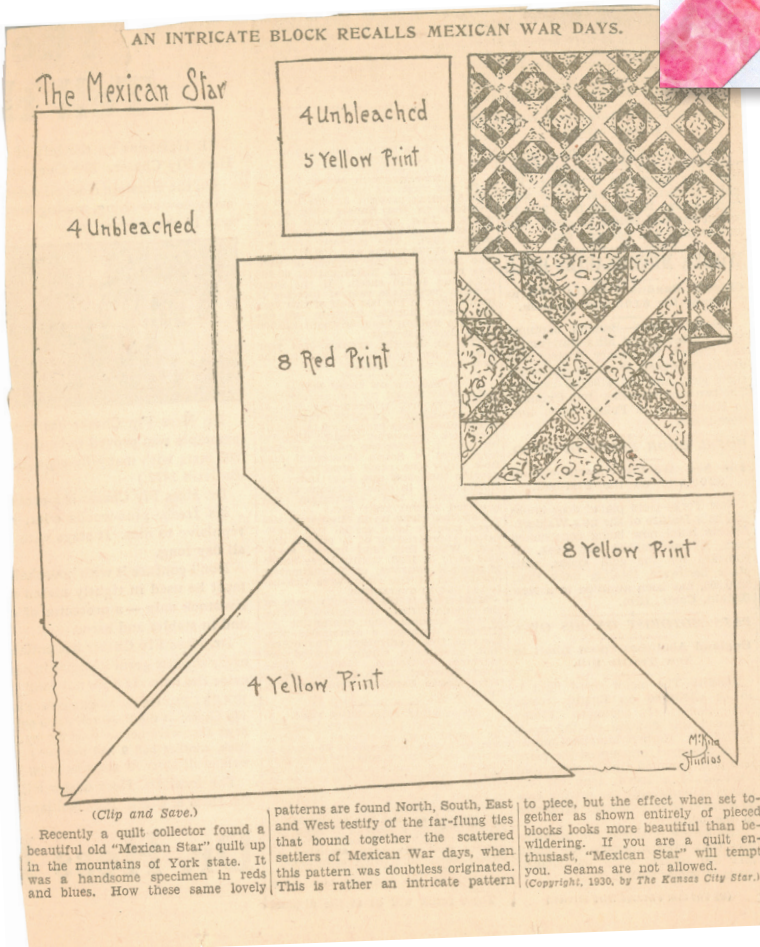 AN INTRICATE BLOCK RECALLS MEXICAN WAR DAYS.
The Mexican Star
4 Unbleached
4 Unbleached
5 Yellow Print
8 Red Print
8 Yellow Print
4 Yellow Print
Studios
(Clip and Save.)
Recently a quilt collector found a
beautiful old "Mexican Star" quilt up
in the mountains of York state. It
was a handsome specimen in reds
and blues. How these same lovely
patterns are found North, South, East
and West testify of the far-flung ties
that bound together the scattered
settlers of Mexican War days, when
this pattern was doubtless originated.
This is rather an intricate pattern
to piece, but the effect when set to-
gether as shown entirely of pieced
blocks looks more beautiful than be-
wildering. If you are a quilt en-
thusiast, "Mexican Star" will tempt
you. Seams are not allowed.
(Copyright, 1930, by The Kansas City Star.)